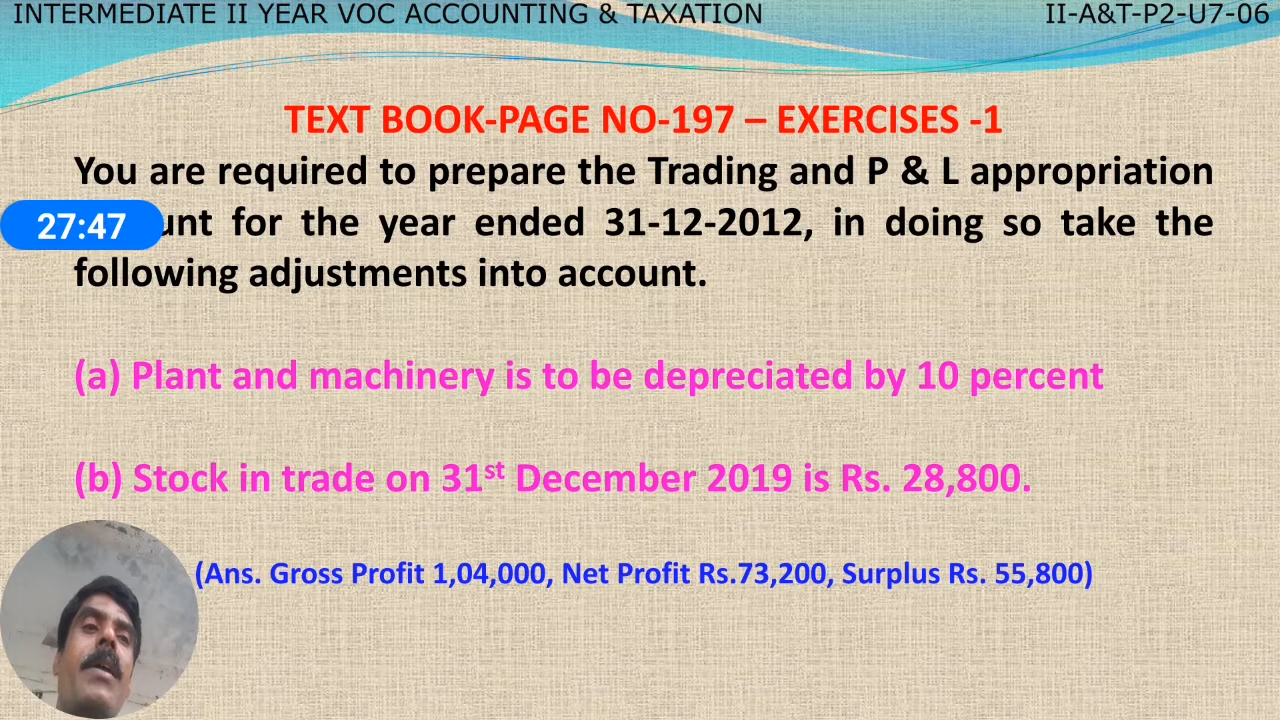 INTERMEDIATE II YEAR VOC ACCOUNTING & TAXATION II-A&T-P2-U7-06
TEXT BOOK-PAGE NO-197 – EXERCISES -1
You are required to prepare the Trading and P & L appropriation
27:47 unt for the year ended 31-12-2012, in doing so take the
following adjustments into account.
(a) Plant and machinery is to be depreciated by 10 percent
(b) Stock in trade on 31st December 2019 is Rs. 28,800.
(Ans. Gross Profit 1,04,000, Net Profit Rs.73,200, Surplus Rs. 55,800)